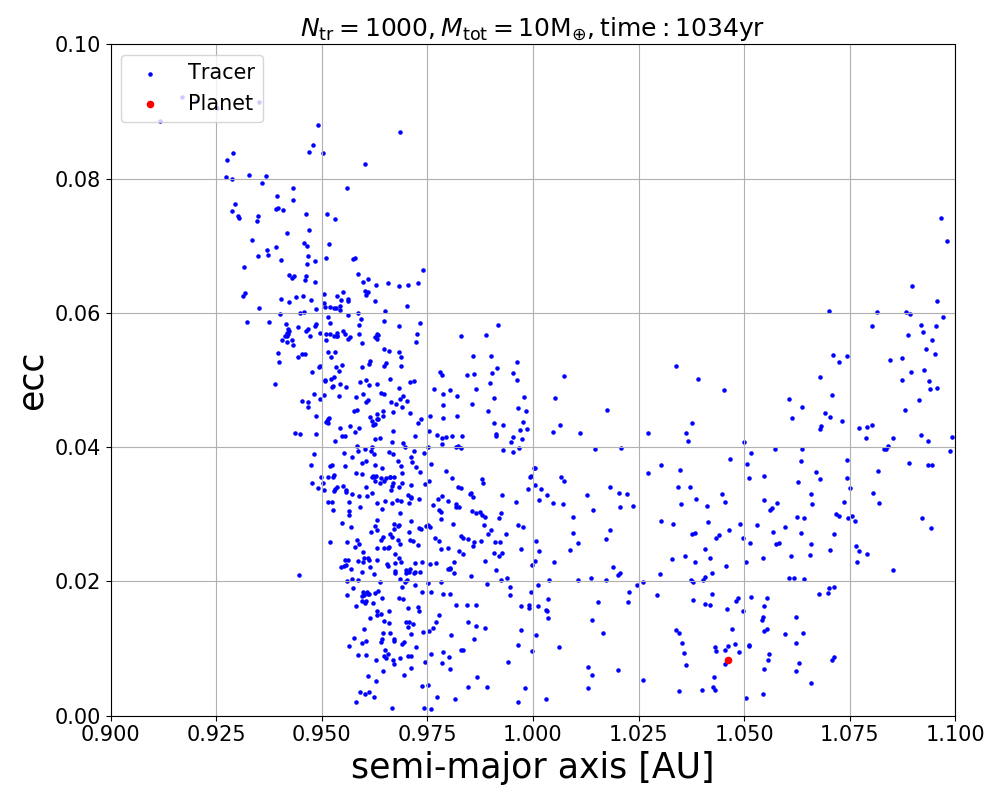 N_tr = 1000, M_tot = 10M_⊕, time : 1034yr
0.10
0.08
0.06
0.04
0.02
0.00
ecc
Tracer
Planet
0.900 0.925 0.950 0.975 1.000 1.025 1.050 1.075 1.100
semi-major axis [AU]